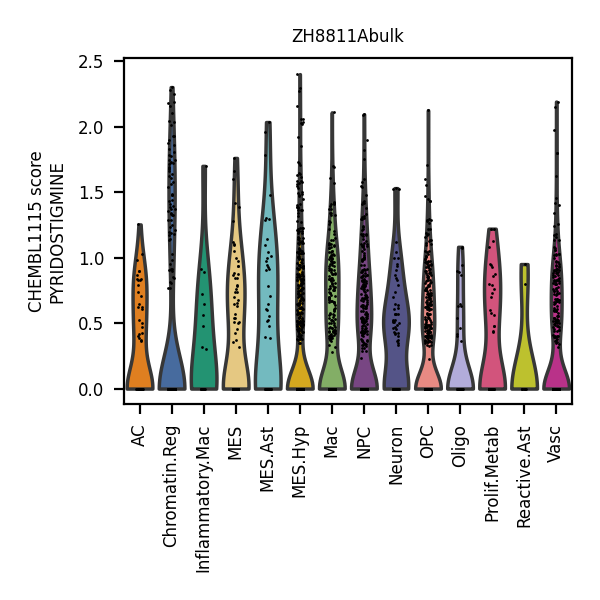 ZH8811Abulk
CHEMBL1115 score
PYRIDOSTIGMINE
2.5
2.0
1.5
1.0
0.5
0.0
AC
Chromatin.Reg
Inflammatory.Mac
MES
MES.Ast
MES.Hyp
Mac
NPC
Neuron
OPC
Oligo
Prolif.Metab
Reactive.Ast
Vasc